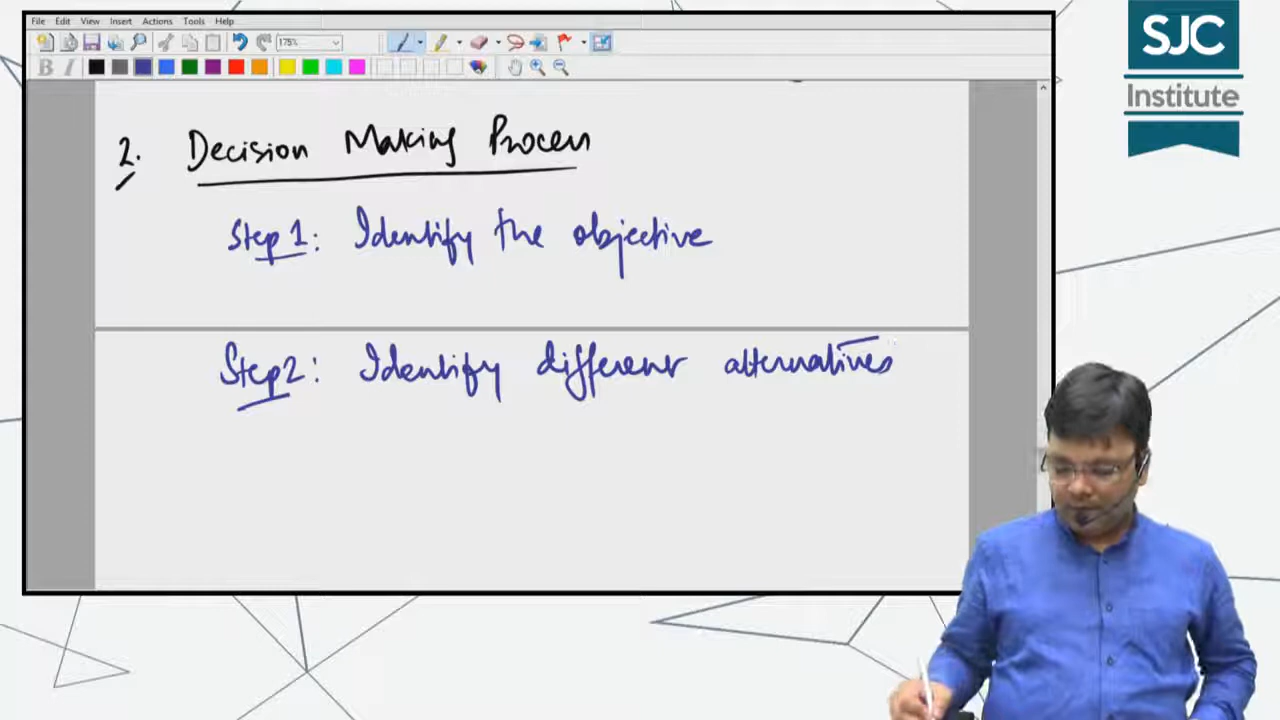 File Edit View Insert Actions Tools Help
175%
SJC
Institute
2. Decision Making Process
Step 1: Identify the objective
Step 2: Identify different alternatives